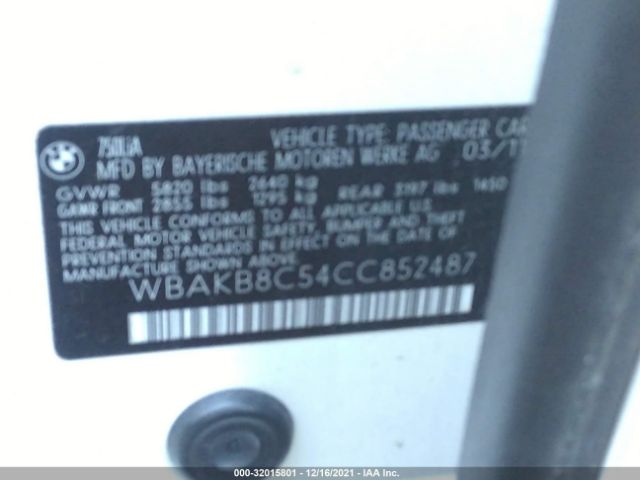 750LiA VEHICLE TYPE: PASSENGER CAR
MFD BY BAYERISCHE MOTOREN WERKE AG 03/11
GVWR 5820 lbs 2640 kg
GAWR FRONT 2855 lbs 1295 kg REAR 3197 lbs 1450
THIS VEHICLE CONFORMS TO ALL APPLICABLE U.S.
FEDERAL MOTOR VEHICLE SAFETY, BUMPER, AND THEFT
PREVENTION STANDARDS IN EFFECT ON THE DATE OF
MANUFACTURE SHOWN ABOVE.
WBAKB8C54CC852487
000-32015801 - 12/16/2021 - IAA Inc.